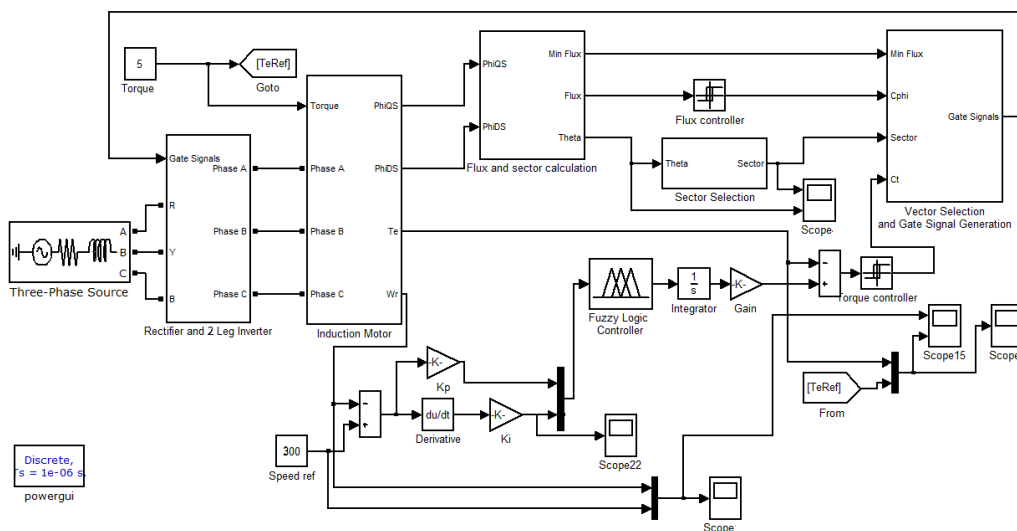 5
Torque
[TeRef]
Goto
Torque
PhiQS
PhiDS
Phase A
Phase B
Te
Phase C
Wr
Induction Motor
Gate Signals
Phase A
R
Phase B
Y
Phase C
B
Rectifier and 2 Leg Inverter
A
B
C
Three-Phase Source
PhiQS
Min Flux
Flux
PhiDS
Theta
Flux and sector calculation
Flux controller
Theta
Sector
Sector Selection
Scope
Min Flux
Cphi
Gate Signals
Sector
Ct
Vector Selection
and Gate Signal Generation
Fuzzy Logic
Controller
1
s
Integrator
-K-
Gain
-
+
Torque controller
Scope15
Scope
[TeRef]
From
-K-
Kp
-
+
du/dt
Derivative
-K-
Ki
Scope22
300
Speed ref
Scope
Discrete,
Ts = 1e-06 s.
powergui